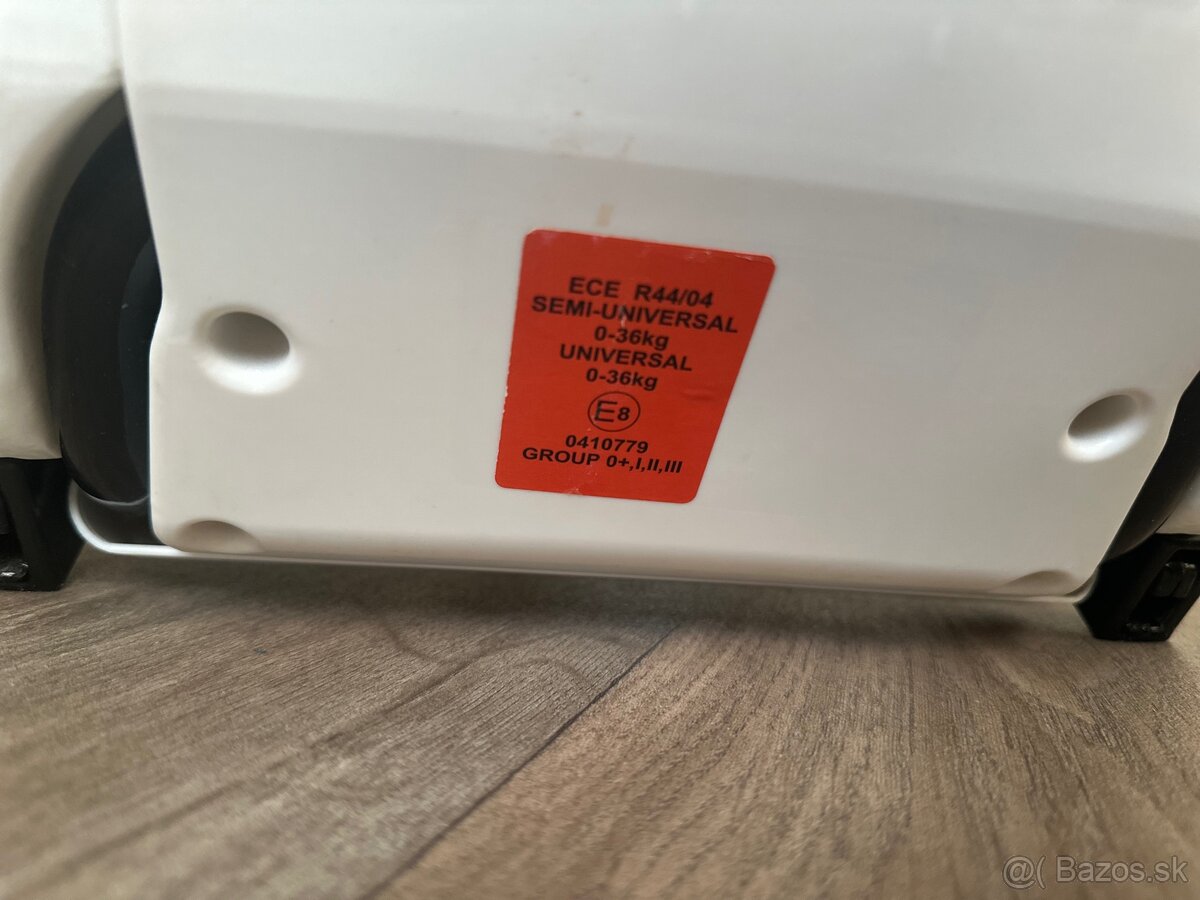 ECE R44/04
SEMI-UNIVERSAL
0-36kg
UNIVERSAL
0-36kg
E8
0410779
GROUP 0+,I,II,III
@( Bazos.sk